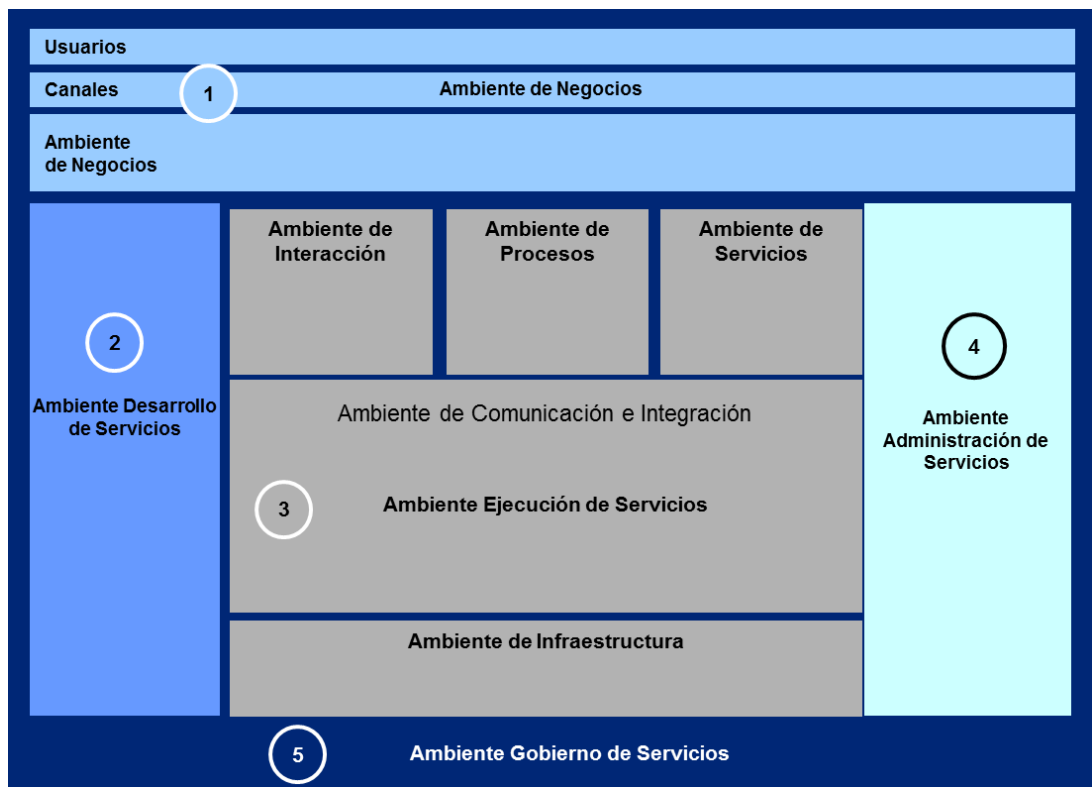 Usuarios
Canales
1
Ambiente de Negocios
Ambiente
de Negocios
Ambiente de
Interacción
Ambiente de
Procesos
Ambiente de
Servicios
2
Ambiente Desarrollo
de Servicios
Ambiente de Comunicación e Integración
3
Ambiente Ejecución de Servicios
Ambiente de Infraestructura
4
Ambiente
Administración de
Servicios
5
Ambiente Gobierno de Servicios